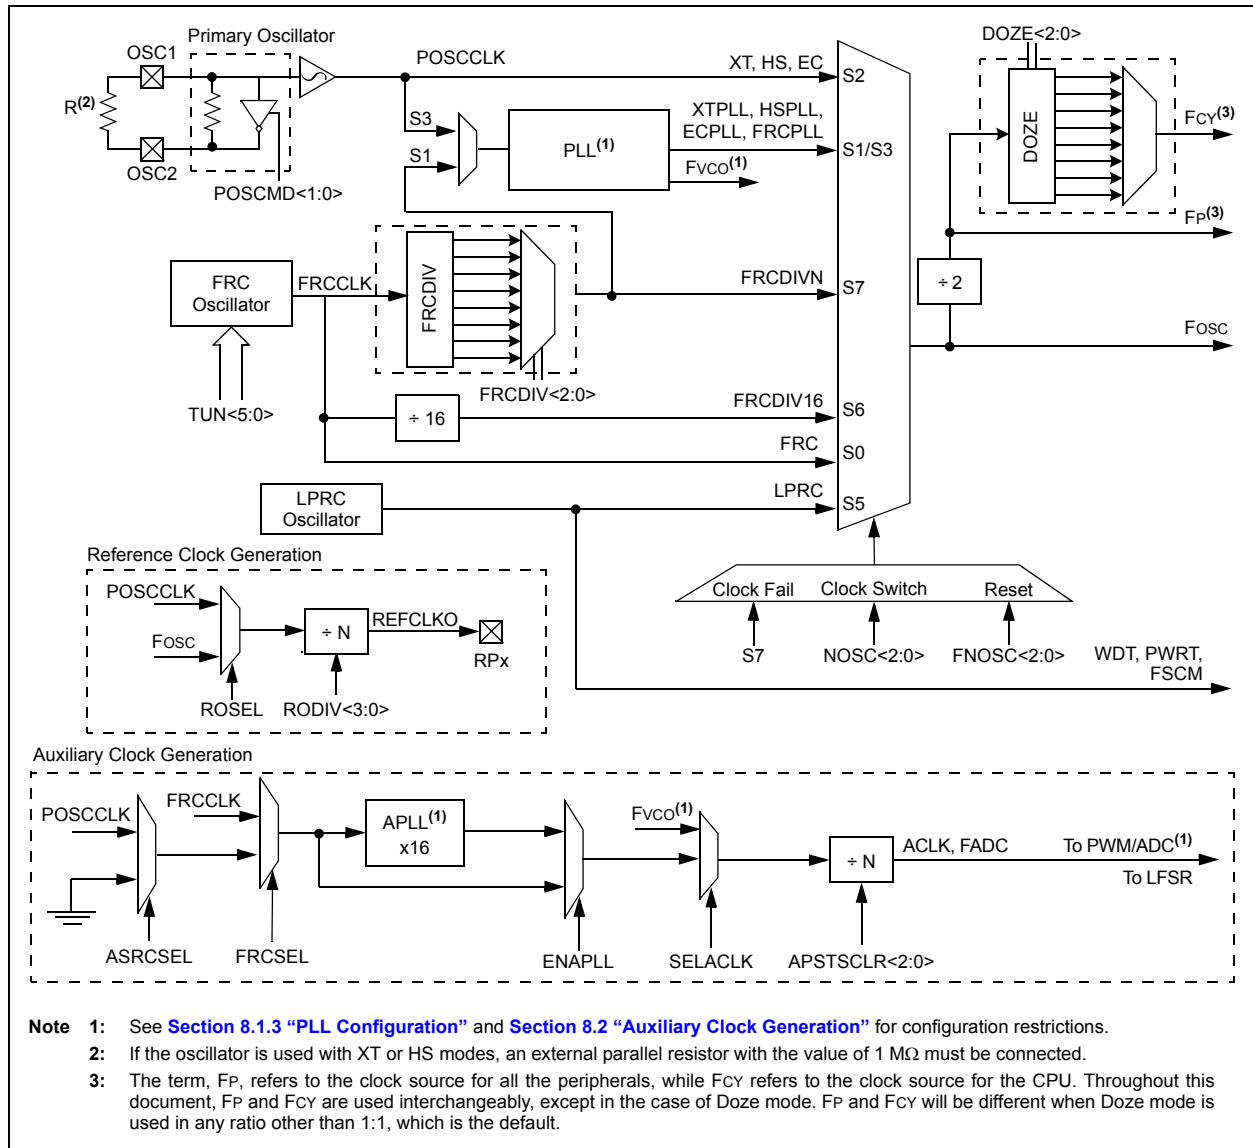 Primary Oscillator
DOZE<2:0>
OSC1
POSCCLK
XT, HS, EC
S2
R(2)
S3
XTPLL, HSPLL,
ECPLL, FRCPLL
DOZE
FCY(3)
S1
PLL(1)
S1/S3
OSC2
FVCO(1)
POSCMD<1:0>
FP(3)
FRC
Oscillator
FRCCLK
FRCDIV
FRCDIVN
S7
÷ 2
FOSC
TUN<5:0>
FRCDIV<2:0>
FRCDIV16
S6
÷ 16
FRC
S0
LPRC
Oscillator
LPRC
S5
Reference Clock Generation
POSCCLK
Clock Fail
Clock Switch
Reset
÷ N
REFCLKO
FOSC
RPx
S7
NOSC<2:0>
FNOSC<2:0>
WDT, PWRT,
FSCM
ROSEL
RODIV<3:0>
Auxiliary Clock Generation
POSCCLK
FRCCLK
APLL(1)
x16
FVCO(1)
÷ N
ACLK, FADC
To PWM/ADC(1)
To LFSR
ASRCSEL
FRCSEL
ENAPLL
SELACLK
APSTSCLR<2:0>
Note 1: See Section 8.1.3 “PLL Configuration” and Section 8.2 “Auxiliary Clock Generation” for configuration restrictions.
2: If the oscillator is used with XT or HS modes, an external parallel resistor with the value of 1 MΩ must be connected.
3: The term, FP, refers to the clock source for all the peripherals, while FCY refers to the clock source for the CPU. Throughout this
document, FP and FCY are used interchangeably, except in the case of Doze mode. FP and FCY will be different when Doze mode is
used in any ratio other than 1:1, which is the default.